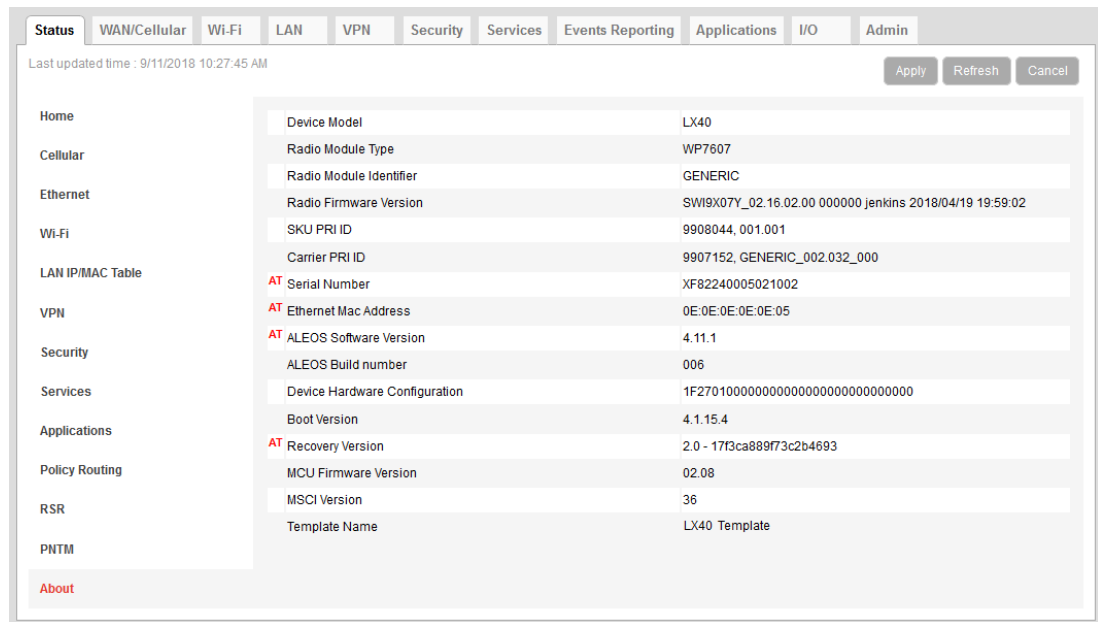 Status WAN/Cellular Wi-Fi LAN VPN Security Services Events Reporting Applications I/O Admin
Last updated time : 9/11/2018 10:27:45 AM
Apply Refresh Cancel
Home
Cellular
Ethernet
Wi-Fi
LAN IP/MAC Table
VPN
Security
Services
Applications
Policy Routing
RSR
PNTM
About
Device Model LX40
Radio Module Type WP7607
Radio Module Identifier GENERIC
Radio Firmware Version SWI9X07Y_02.16.02.00 000000 jenkins 2018/04/19 19:59:02
SKU PRI ID 9908044, 001.001
Carrier PRI ID 9907152, GENERIC_002.032_000
AT Serial Number XF82240005021002
AT Ethernet Mac Address 0E:0E:0E:0E:0E:05
AT ALEOS Software Version 4.11.1
ALEOS Build number 006
Device Hardware Configuration 1F270100000000000000000000000000
Boot Version 4.1.15.4
AT Recovery Version 2.0 - 17f3ca889f73c2b4693
MCU Firmware Version 02.08
MSCI Version 36
Template Name LX40 Template